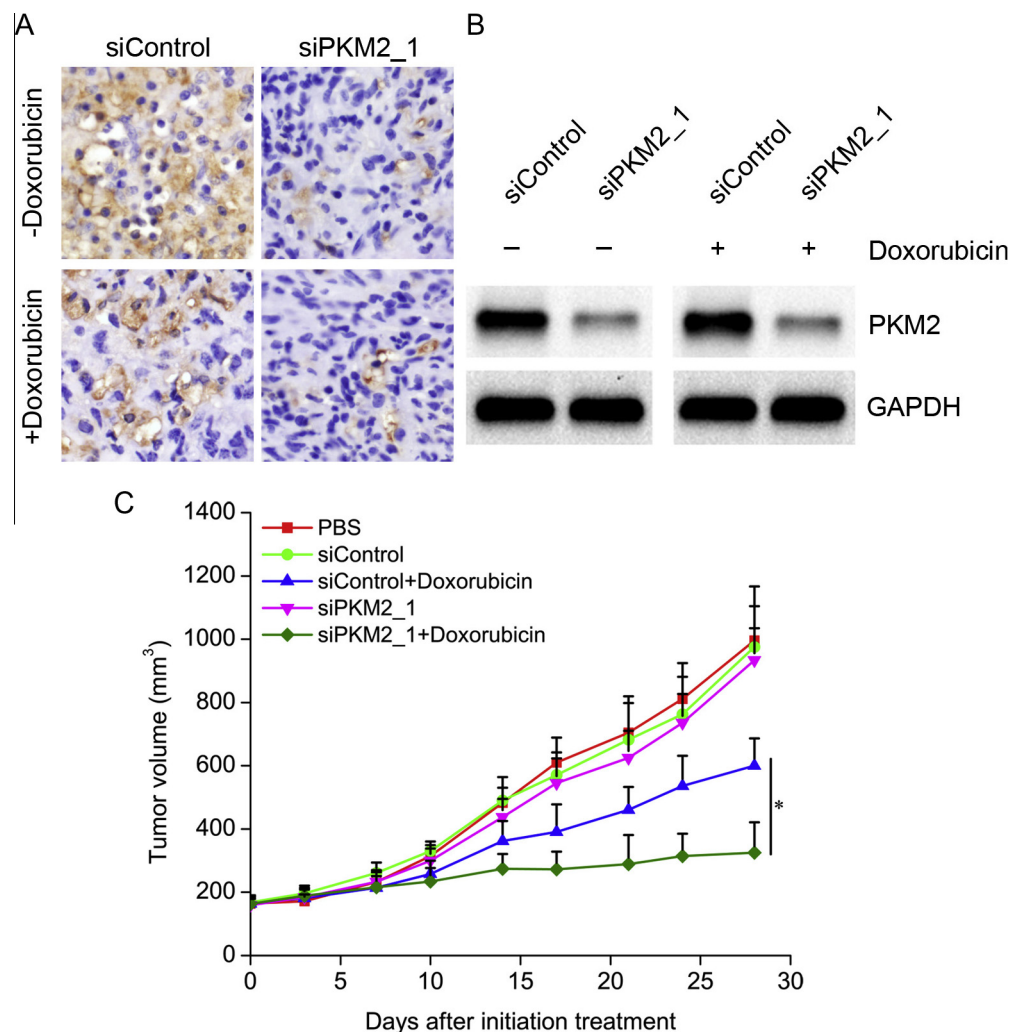 A
siControl
siPKM2_1
-Doxorubicin
+Doxorubicin
B
siControl
siPKM2_1
siControl
siPKM2_1
– – + + Doxorubicin
PKM2
GAPDH
C
1400
1200
1000
800
600
400
200
0
Tumor volume (mm³)
PBS
siControl
siControl+Doxorubicin
siPKM2_1
siPKM2_1+Doxorubicin
*
0 5 10 15 20 25 30
Days after initiation treatment